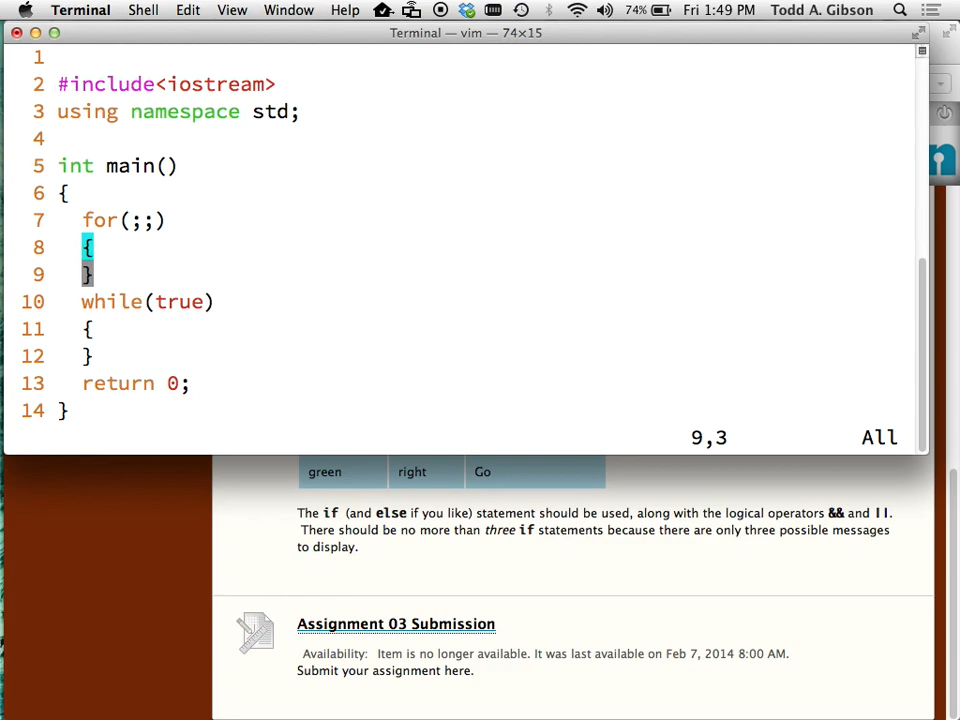 Terminal Shell Edit View Window Help 74% Fri 1:49 PM Todd A. Gibson
Terminal — vim — 74×15
1
2 #include<iostream>
3 using namespace std;
4
5 int main()
6 {
7 for(;;)
8 {
9 }
10 while(true)
11 {
12 }
13 return 0;
14 }
9,3 All
green right Go
The if (and else if you like) statement should be used, along with the logical operators && and ||.
There should be no more than three if statements because there are only three possible messages
to display.
Assignment 03 Submission
Availability: Item is no longer available. It was last available on Feb 7, 2014 8:00 AM.
Submit your assignment here.